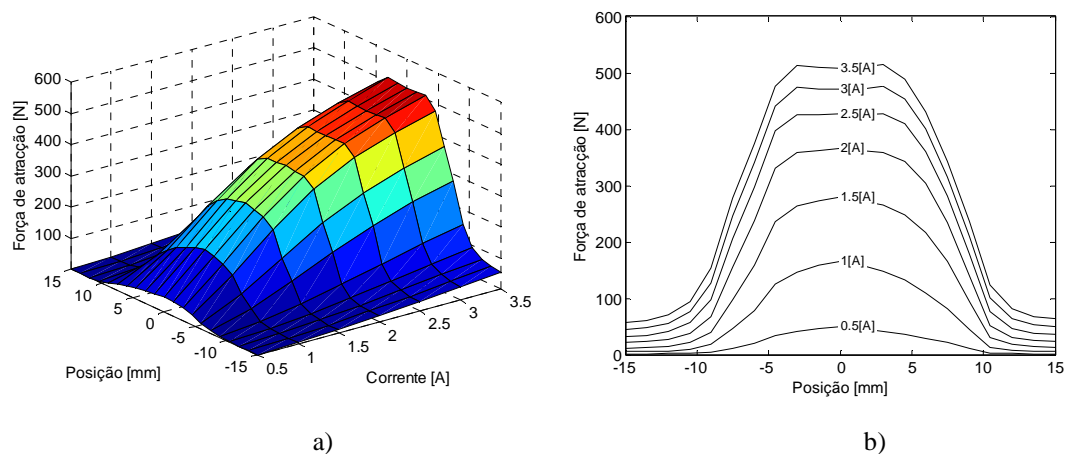 600
500
400
300
200
100
Força de atracção [N]
15
10
5
0
-5
-10
-15
Posição [mm]
0.5
1
1.5
2
2.5
3
3.5
Corrente [A]
a)
600
500
400
300
200
100
0
Força de atracção [N]
3.5[A]
3[A]
2.5[A]
2[A]
1.5[A]
1[A]
0.5[A]
-15
-10
-5
0
5
10
15
Posição [mm]
b)